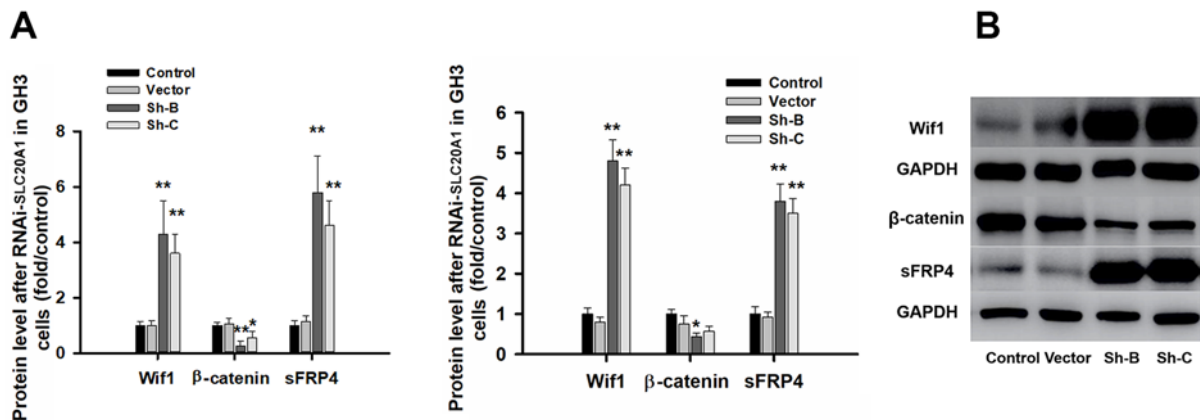 A
Protein level after RNAi-SLC20A1 in GH3
cells (fold/control)
Control
Vector
Sh-B
Sh-C
8
6
4
2
0
**
**
**
*
**
**
Wif1
β-catenin
sFRP4
Protein level after RNAi-SLC20A1 in GH3
cells (fold/control)
Control
Vector
Sh-B
Sh-C
6
5
4
3
2
1
0
**
**
*
**
**
Wif1
β-catenin
sFRP4
B
Wif1
GAPDH
β-catenin
sFRP4
GAPDH
Control Vector Sh-B Sh-C